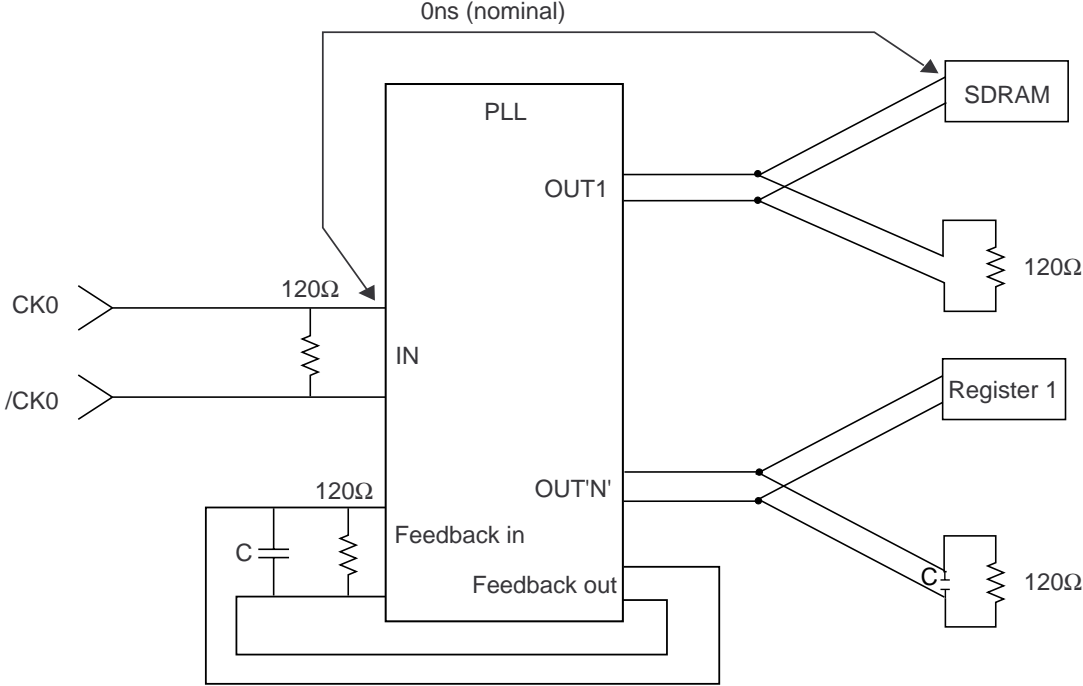 0ns (nominal)
PLL
SDRAM
OUT1
120Ω
120Ω
CK0
IN
/CK0
Register 1
120Ω
OUT'N'
Feedback in
C
Feedback out
C
120Ω